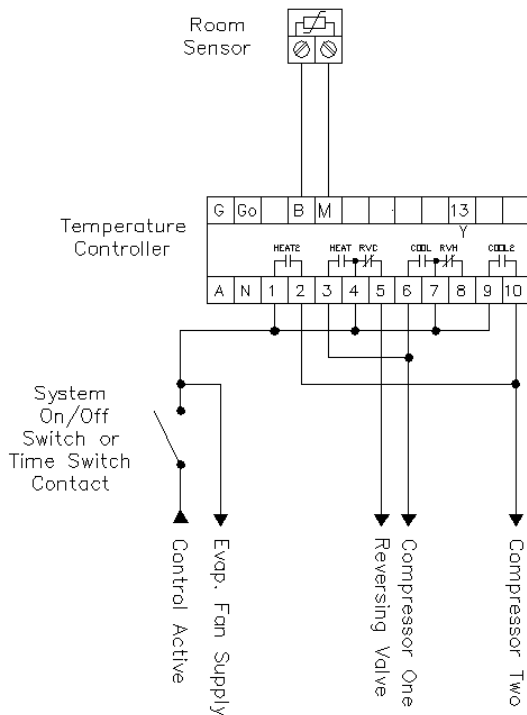 Room
Sensor
G Go B M 13
Y
Temperature
Controller
HEAT2 HEAT RVC COOL RVH COOL2
A N 1 2 3 4 5 6 7 8 9 10
System
On/Off
Switch or
Time Switch
Contact
Control Active
Evap. Fan Supply
Reversing Valve
Compressor One
Compressor Two